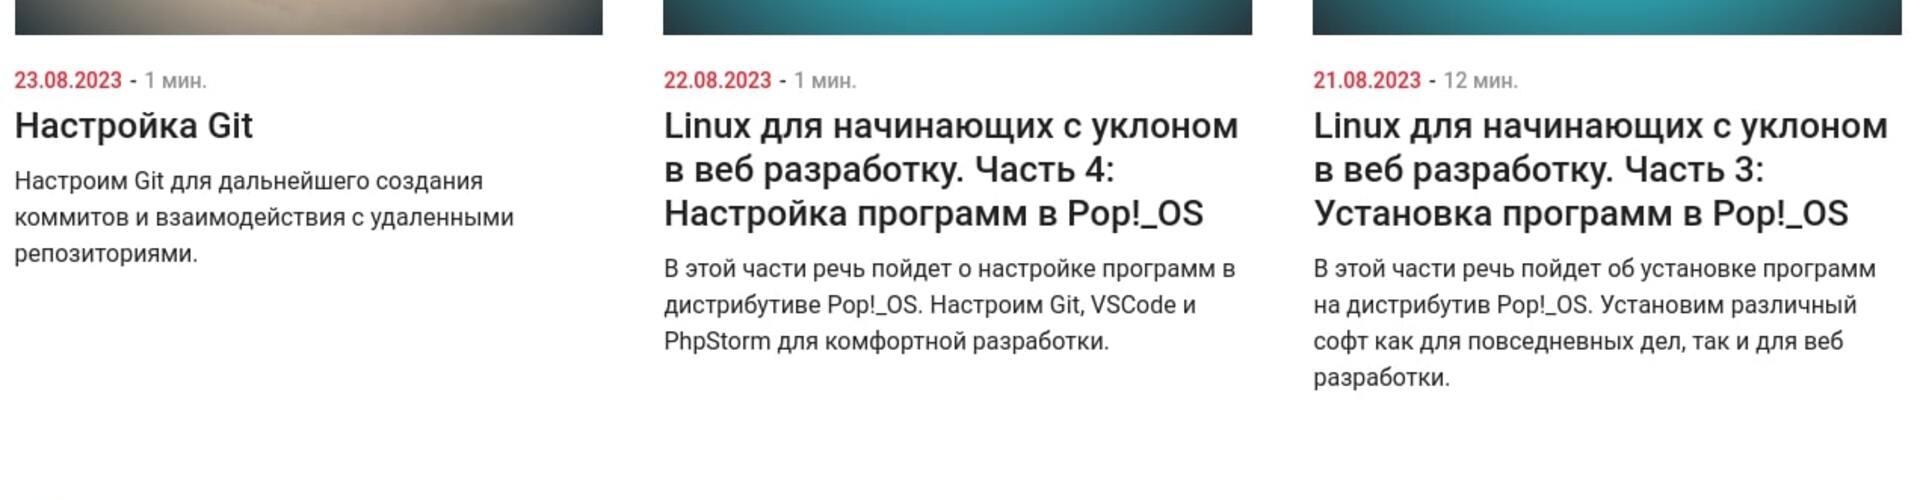 23.08.2023 - 1 мин.
Настройка Git
Настроим Git для дальнейшего создания
коммитов и взаимодействия с удаленными
репозиториями.
22.08.2023 - 1 мин.
Linux для начинающих с уклоном
в веб разработку. Часть 4:
Настройка программ в Pop!_OS
В этой части речь пойдет о настройке программ в
дистрибутиве Pop!_OS. Настроим Git, VSCode и
PhpStorm для комфортной разработки.
21.08.2023 - 12 мин.
Linux для начинающих с уклоном
в веб разработку. Часть 3:
Установка программ в Pop!_OS
В этой части речь пойдет об установке программ
на дистрибутив Pop!_OS. Установим различный
софт как для повседневных дел, так и для веб
разработки.